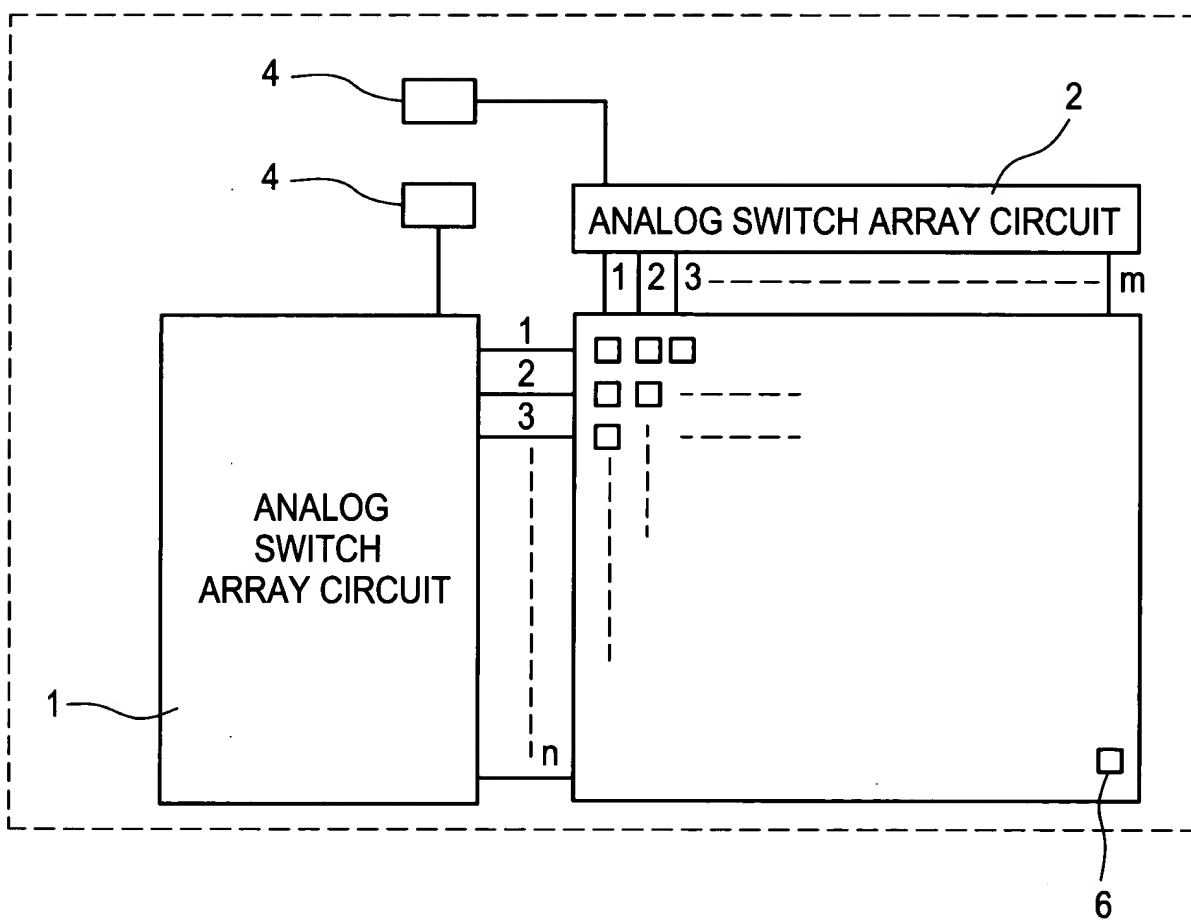 4
2
4
ANALOG SWITCH ARRAY CIRCUIT
1 2 3 m
1
2
3
ANALOG
SWITCH
ARRAY CIRCUIT
1
n
6